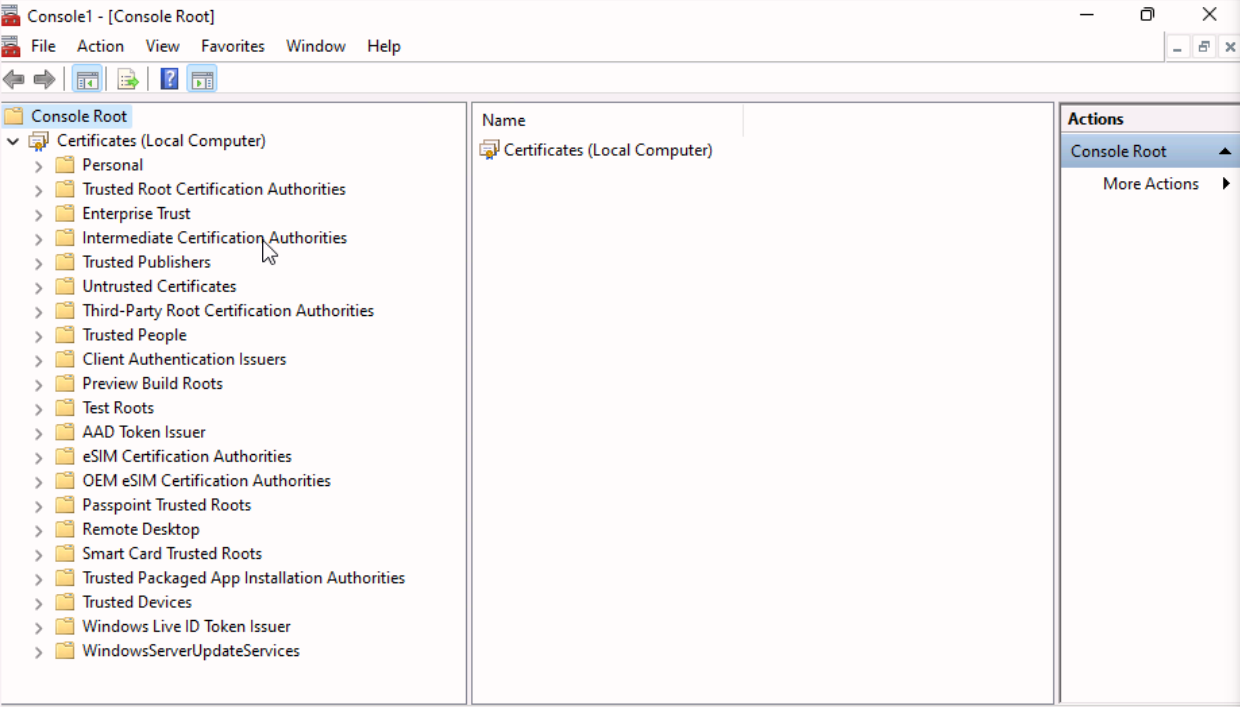 Console1 - [Console Root]
File Action View Favorites Window Help
Console Root
Certificates (Local Computer)
Personal
Trusted Root Certification Authorities
Enterprise Trust
Intermediate Certification Authorities
Trusted Publishers
Untrusted Certificates
Third-Party Root Certification Authorities
Trusted People
Client Authentication Issuers
Preview Build Roots
Test Roots
AAD Token Issuer
eSIM Certification Authorities
OEM eSIM Certification Authorities
Passpoint Trusted Roots
Remote Desktop
Smart Card Trusted Roots
Trusted Packaged App Installation Authorities
Trusted Devices
Windows Live ID Token Issuer
WindowsServerUpdateServices
Name
Certificates (Local Computer)
Actions
Console Root
More Actions